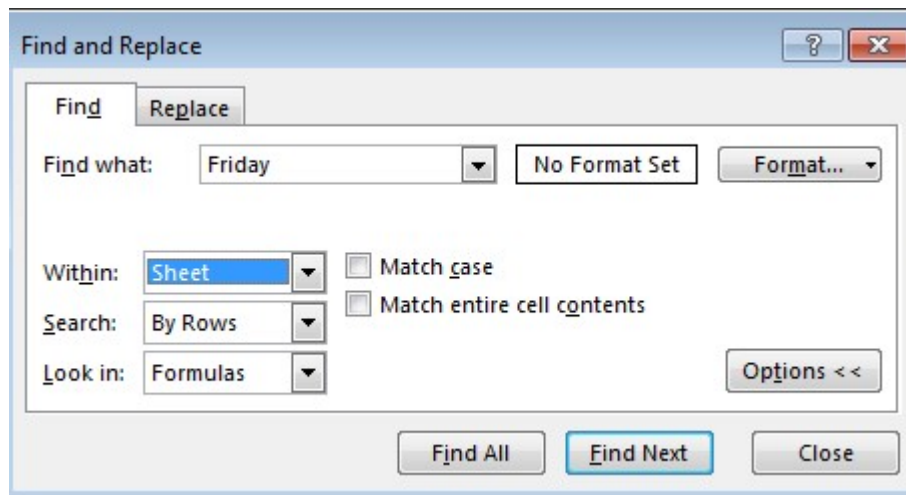 Find and Replace
Find Replace
Find what: Friday No Format Set Format...
Within: Sheet Match case
Match entire cell contents
Search: By Rows
Look in: Formulas Options <<
Find All Find Next Close